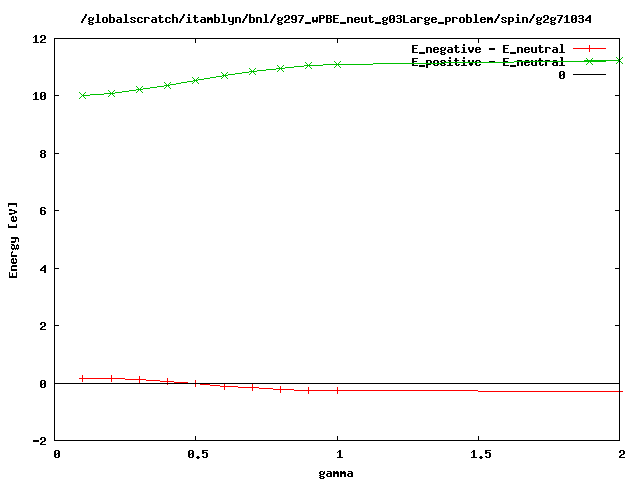 /globalscratch/itamblyn/bnl/g297_wPBE_neut_g03Large_problem/spin/g2g71034
E_negative - E_neutral
E_positive - E_neutral
0
12
10
8
6
4
2
0
-2
Energy [eV]
0 0.5 1 1.5 2
gamma